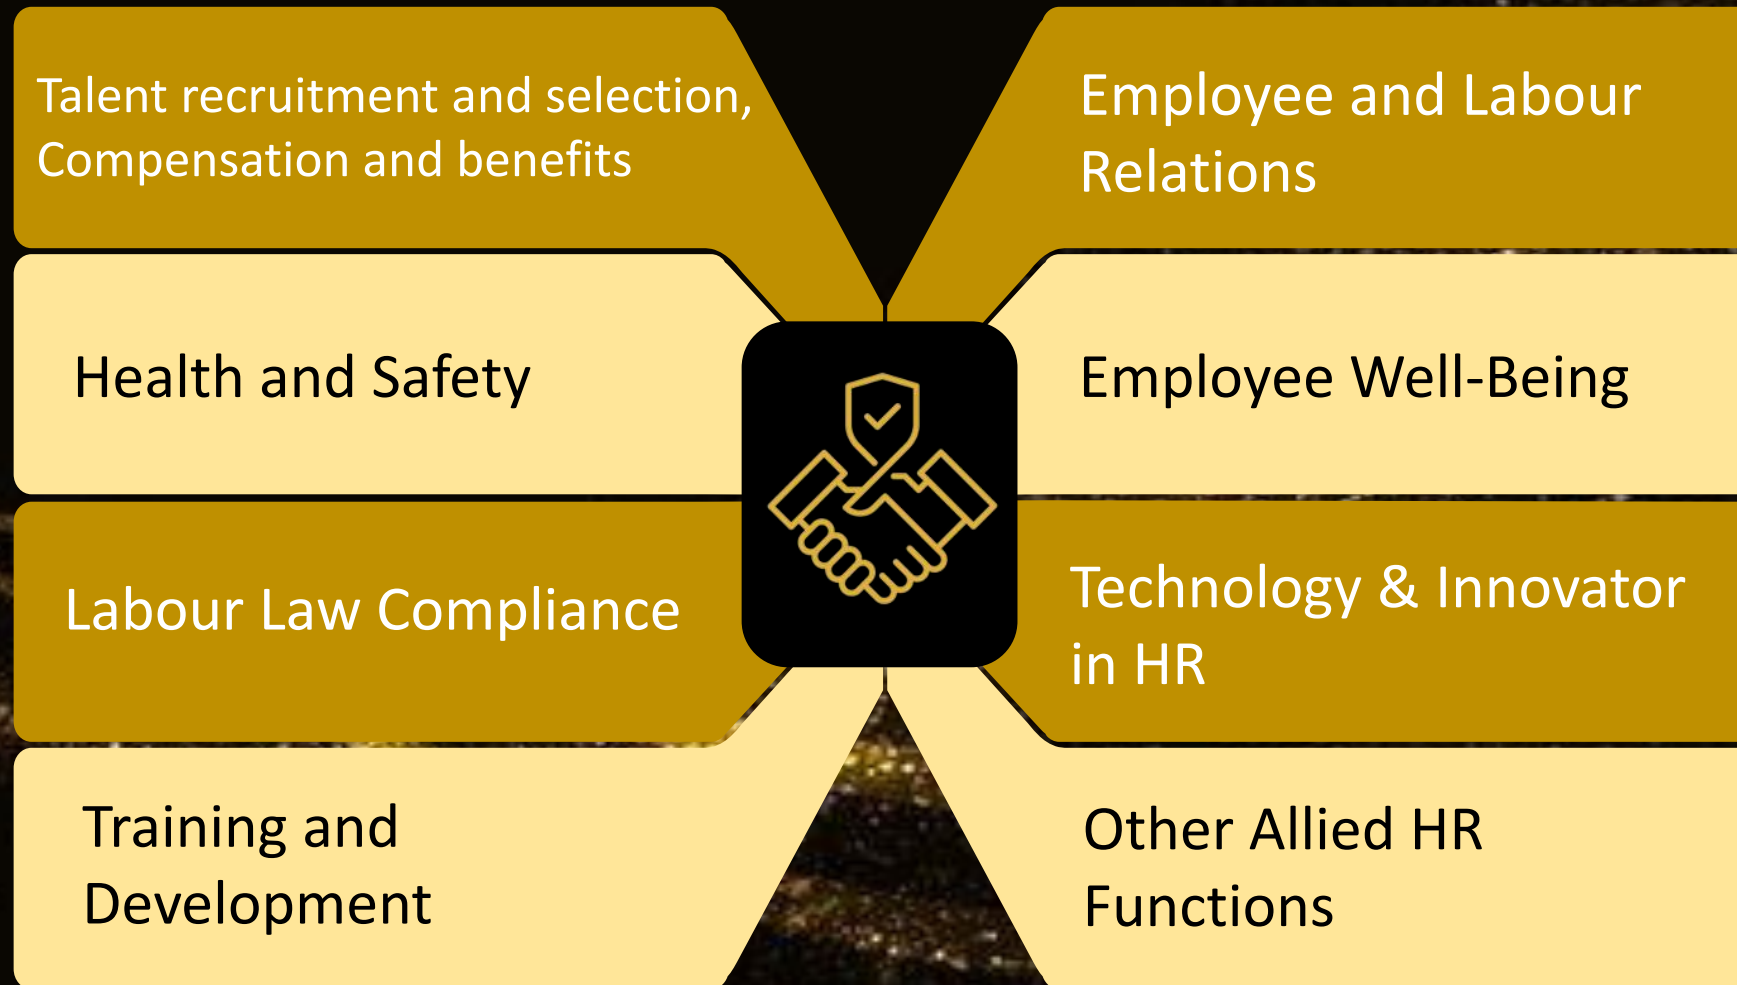 Talent recruitment and selection,
Compensation and benefits
Health and Safety
Labour Law Compliance
Training and
Development
Employee and Labour
Relations
Employee Well-Being
Technology & Innovator
in HR
Other Allied HR
Functions